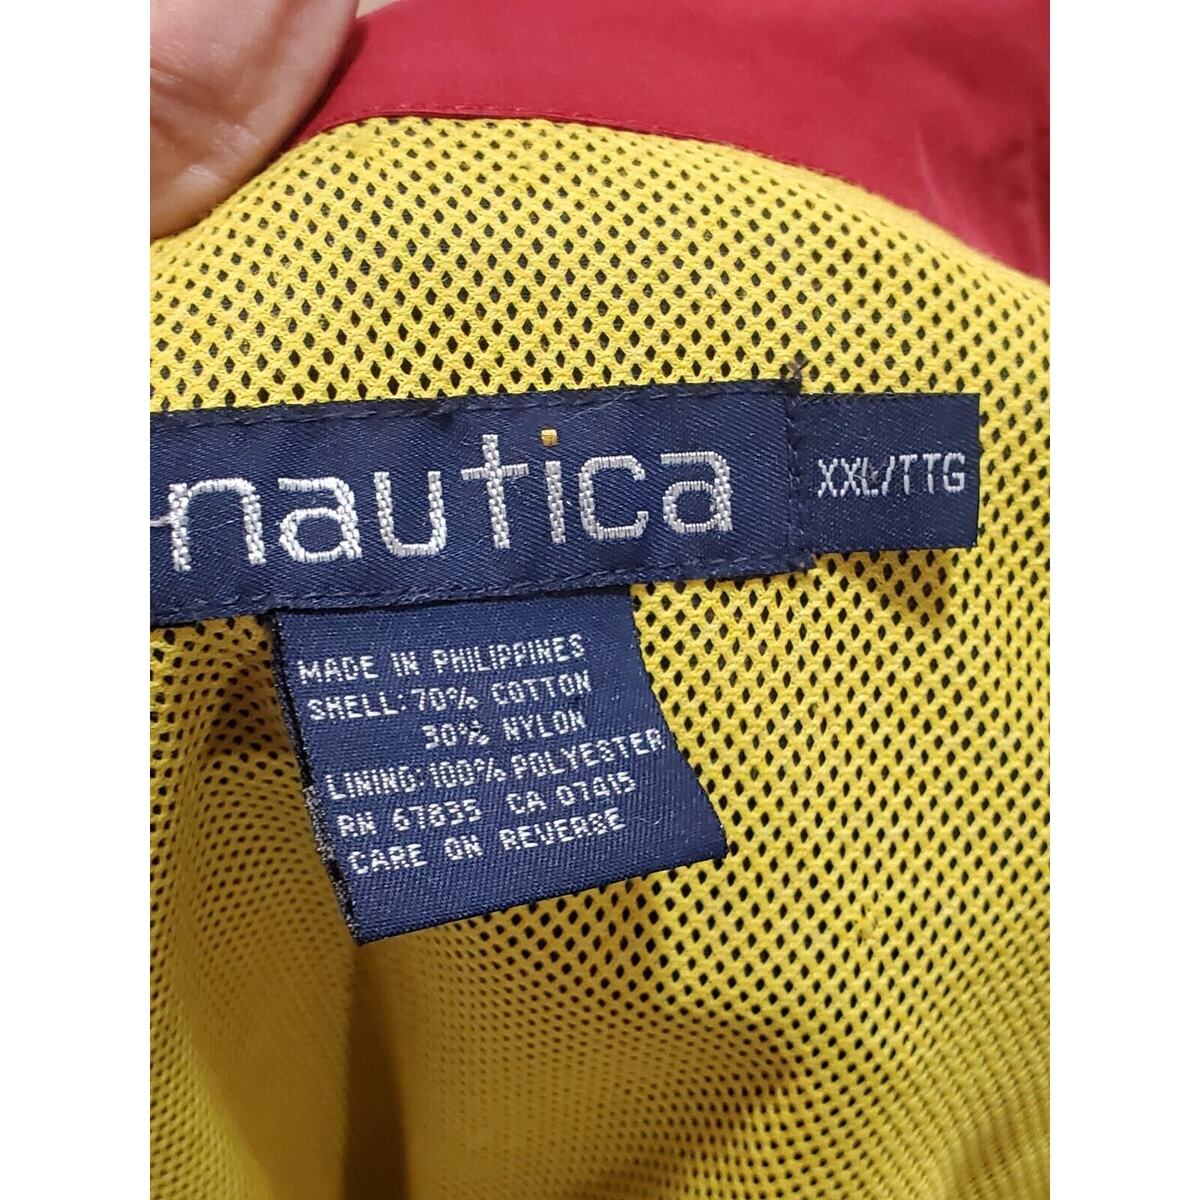 nautica
XXL/TTG
MADE IN PHILIPPINES
SHELL: 70% COTTON
30% NYLON
LINING: 100% POLYESTER
RN 67835 CA 07415
CARE ON REVERSE